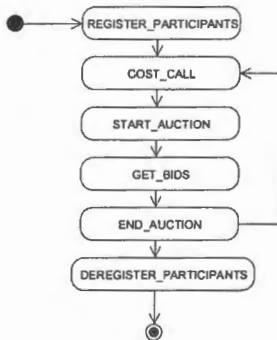 REGISTER_PARTICIPANTS
COST_CALL
START_AUCTION
GET_BIDS
END_AUCTION
DEREGISTER_PARTICIPANTS